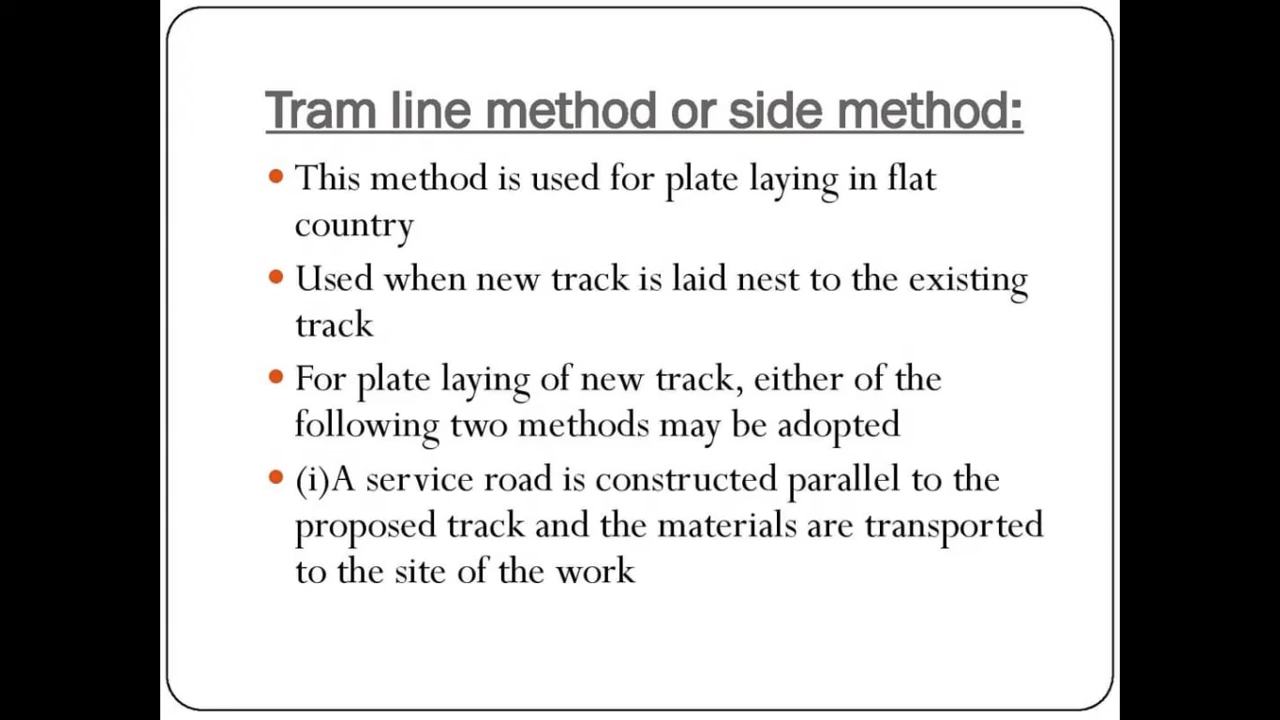 Tram line method or side method:
• This method is used for plate laying in flat
country
• Used when new track is laid nest to the existing
track
• For plate laying of new track, either of the
following two methods may be adopted
• (i)A service road is constructed parallel to the
proposed track and the materials are transported
to the site of the work